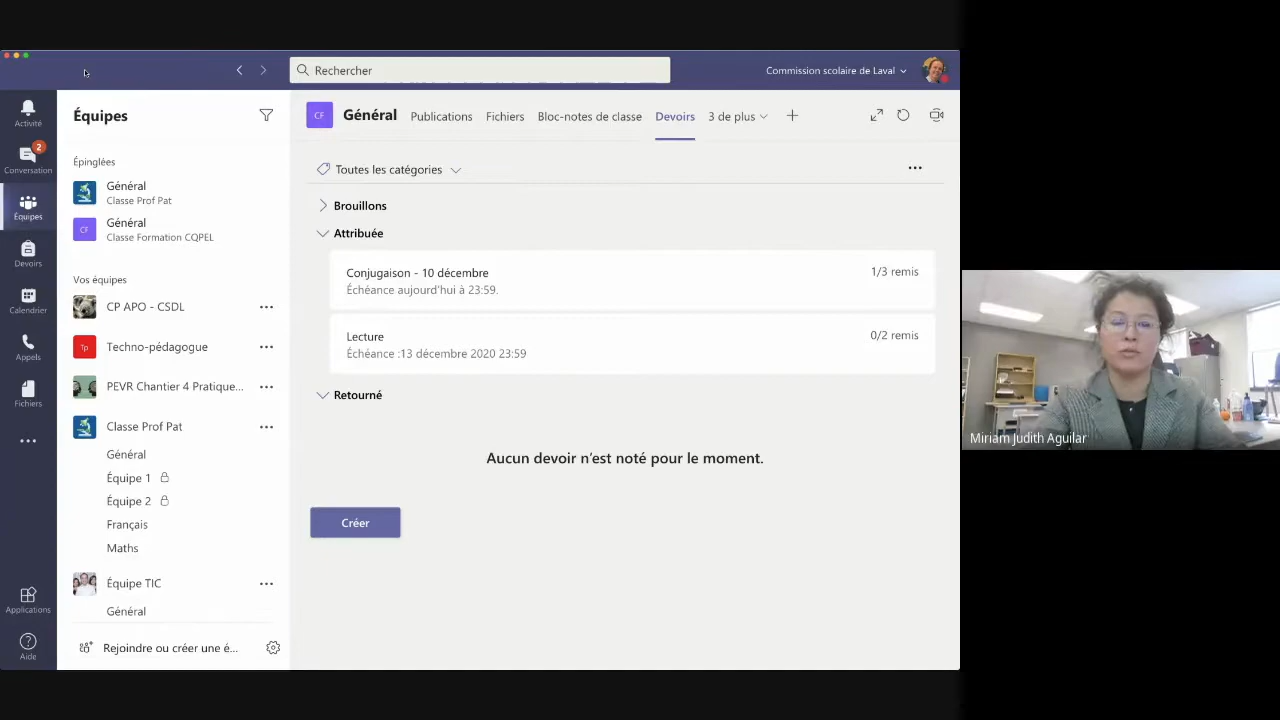 Rechercher
Commission scolaire de Laval
Activité
2
Conversation
Équipes
Devoirs
Calendrier
Appels
Fichiers
Applications
Aide
Équipes
Épinglées
Général
Classe Prof Pat
CF
Général
Classe Formation CQPEL
Vos équipes
CP APO - CSDL
Tp
Techno-pédagogue
PEVR Chantier 4 Pratique...
Classe Prof Pat
Général
Équipe 1
Équipe 2
Français
Maths
Équipe TIC
Général
Rejoindre ou créer une é...
CF
Général
Publications
Fichiers
Bloc-notes de classe
Devoirs
3 de plus
Toutes les catégories
Brouillons
Attribuée
Conjugaison - 10 décembre
1/3 remis
Échéance aujourd'hui à 23:59.
Lecture
0/2 remis
Échéance :13 décembre 2020 23:59
Retourné
Aucun devoir n'est noté pour le moment.
Créer
Miriam Judith Aguilar